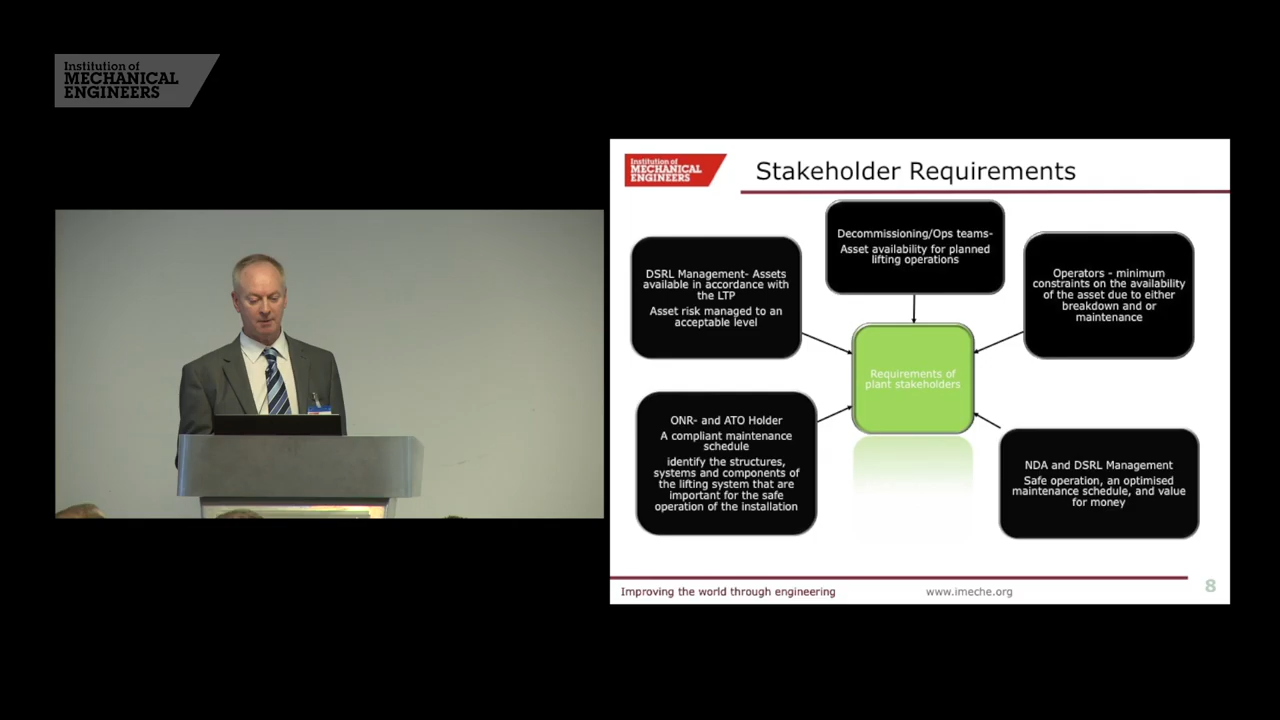 Institution of
MECHANICAL
ENGINEERS
Institution of
MECHANICAL
ENGINEERS
Stakeholder Requirements
Decommissioning/Ops teams-
Asset availability for planned
lifting operations
DSRL Management- Assets
available in accordance with
the LTP
Asset risk managed to an
acceptable level
Operators - minimum
constraints on the availability
of the asset due to either
breakdown and or
maintenance
Requirements of
plant stakeholders
ONR- and ATO Holder
A compliant maintenance
schedule
identify the structures,
systems and components of
the lifting system that are
important for the safe
operation of the installation
NDA and DSRL Management
Safe operation, an optimised
maintenance schedule, and value
for money
Improving the world through engineering
www.imeche.org
8